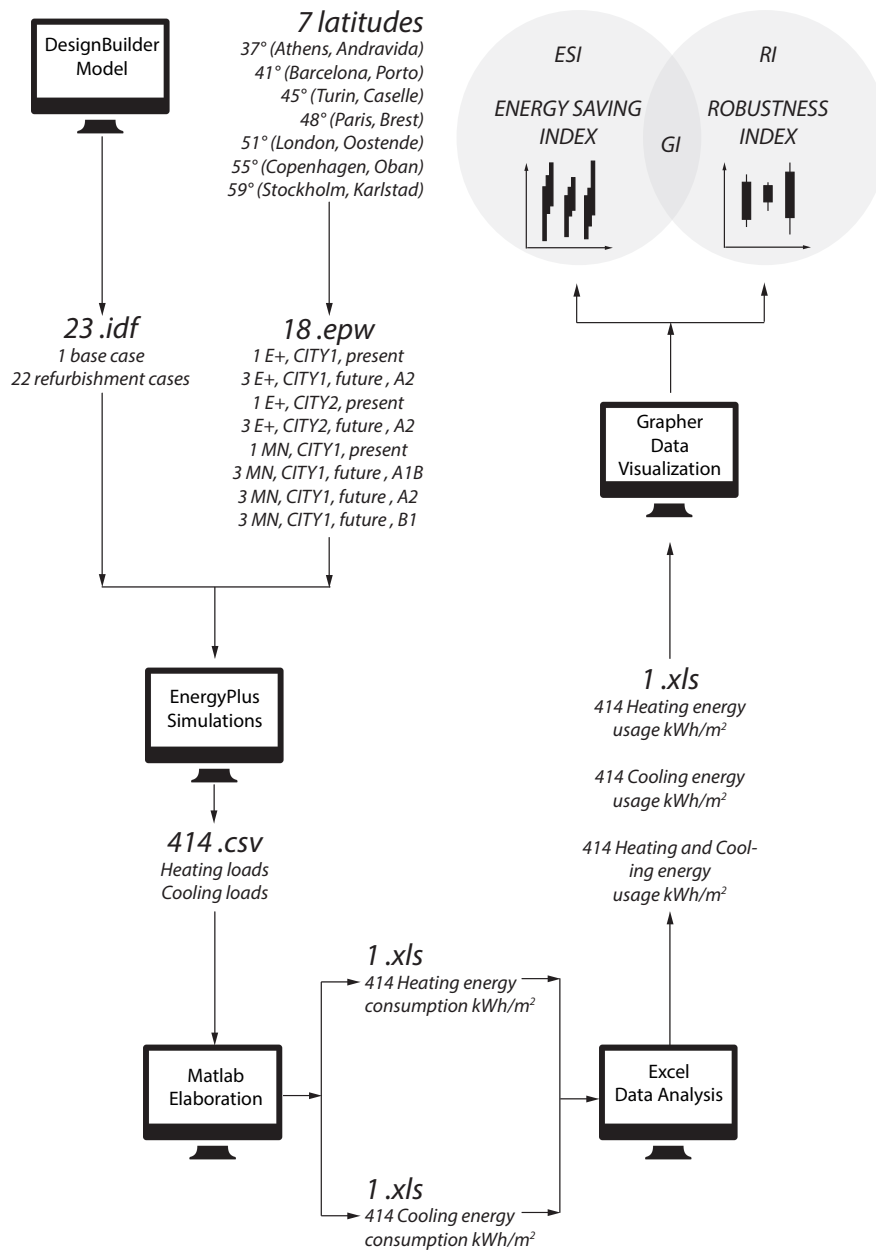 DesignBuilder
Model
7 latitudes
37° (Athens, Andravida)
41° (Barcelona, Porto)
45° (Turin, Caselle)
48° (Paris, Brest)
51° (London, Oostende)
55° (Copenhagen, Oban)
59° (Stockholm, Karlstad)
23 .idf
1 base case
22 refurbishment cases
18 .epw
1 E+, CITY1, present
3 E+, CITY1, future , A2
1 E+, CITY2, present
3 E+, CITY2, future , A2
1 MN, CITY1, present
3 MN, CITY1, future , A1B
3 MN, CITY1, future , A2
3 MN, CITY1, future , B1
EnergyPlus
Simulations
414 .csv
Heating loads
Cooling loads
Matlab
Elaboration
1 .xls
414 Heating energy
consumption kWh/m²
1 .xls
414 Cooling energy
consumption kWh/m²
Excel
Data Analysis
1 .xls
414 Heating energy
usage kWh/m²
414 Cooling energy
usage kWh/m²
414 Heating and Cool-
ing energy
usage kWh/m²
Grapher
Data
Visualization
ESI
ENERGY SAVING
INDEX
GI
RI
ROBUSTNESS
INDEX